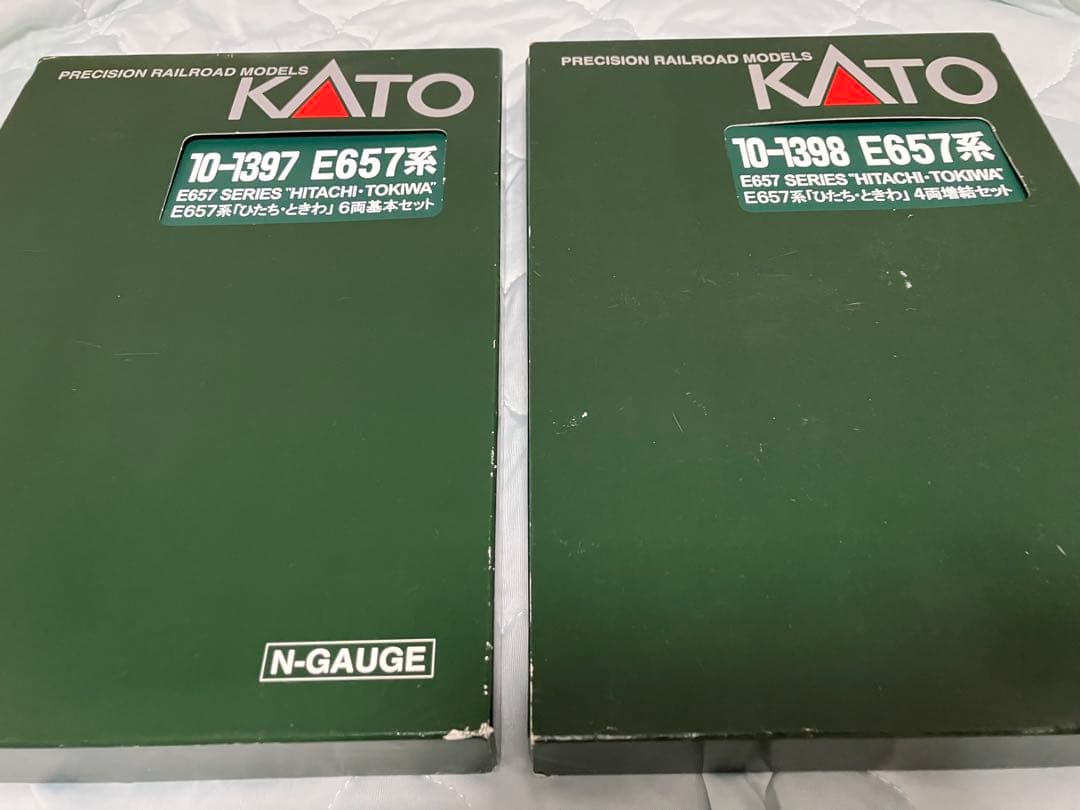 PRECISION RAILROAD MODELS
KATO
10-1397 E657系
E657 SERIES "HITACHI・TOKIWA"
E657系「ひたち・ときわ」 6両基本セット
N-GAUGE
PRECISION RAILROAD MODELS
KATO
10-1398 E657系
E657 SERIES "HITACHI・TOKIWA"
E657系「ひたち・ときわ」 4両増結セット